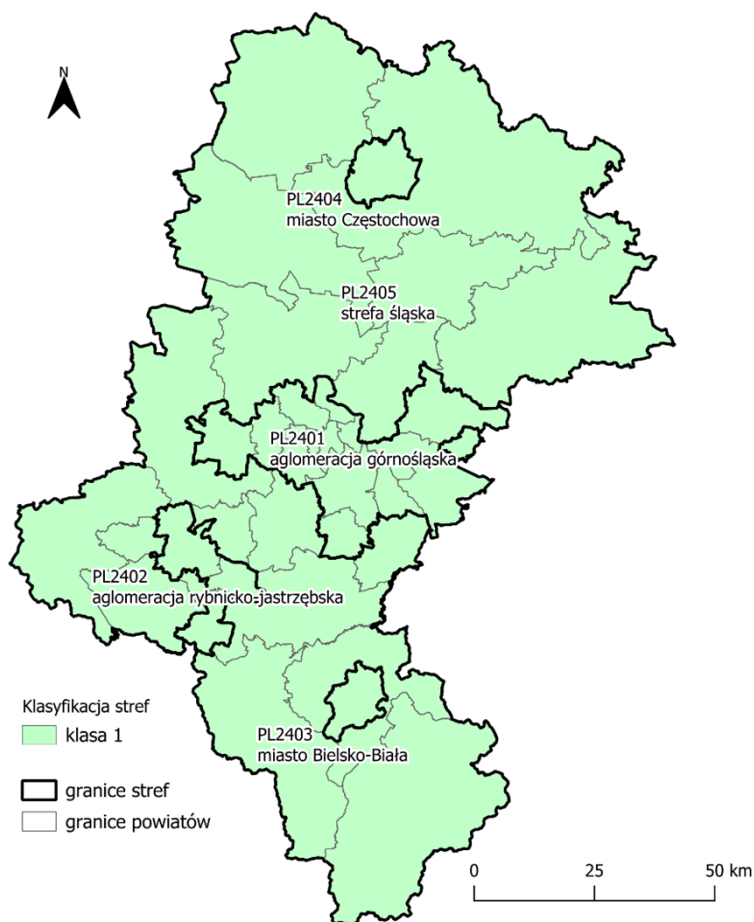 N
PL2404
miasto Częstochowa
PL2405
strefa śląska
PL2401
aglomeracja górnośląska
PL2402
aglomeracja rybnicko-jastrzębska
PL2403
miasto Bielsko-Biała
Klasyfikacja stref
klasa 1
granice stref
granice powiatów
0 25 50 km